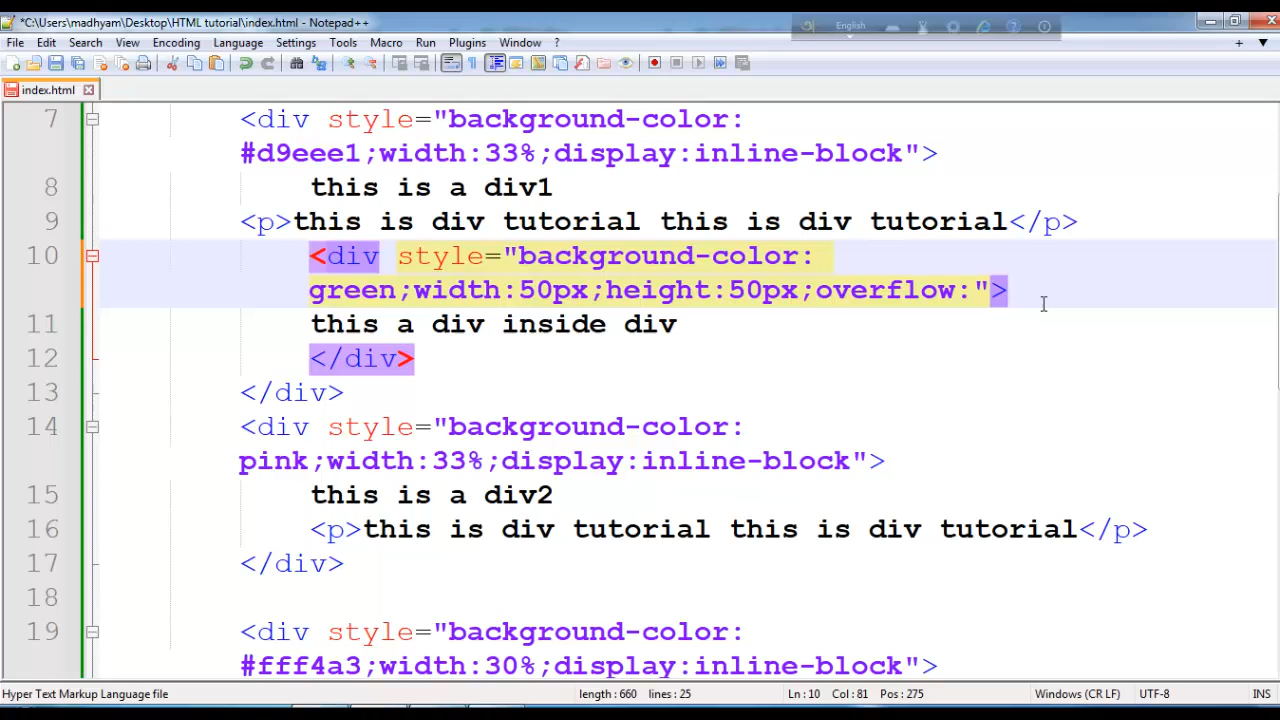 *C:\Users\madhyam\Desktop\HTML tutorial\index.html - Notepad++
English
File Edit Search View Encoding Language Settings Tools Macro Run Plugins Window ?
index.html
7 <div style="background-color:
#d9eee1;width:33%;display:inline-block">
8 this is a div1
9 <p>this is div tutorial this is div tutorial</p>
10 <div style="background-color:
green;width:50px;height:50px;overflow:">
11 this a div inside div
12 </div>
13 </div>
14 <div style="background-color:
pink;width:33%;display:inline-block">
15 this is a div2
16 <p>this is div tutorial this is div tutorial</p>
17 </div>
18
19 <div style="background-color:
#fff4a3;width:30%;display:inline-block">
Hyper Text Markup Language file length : 660 lines : 25 Ln : 10 Col : 81 Pos : 275 Windows (CR LF) UTF-8 INS